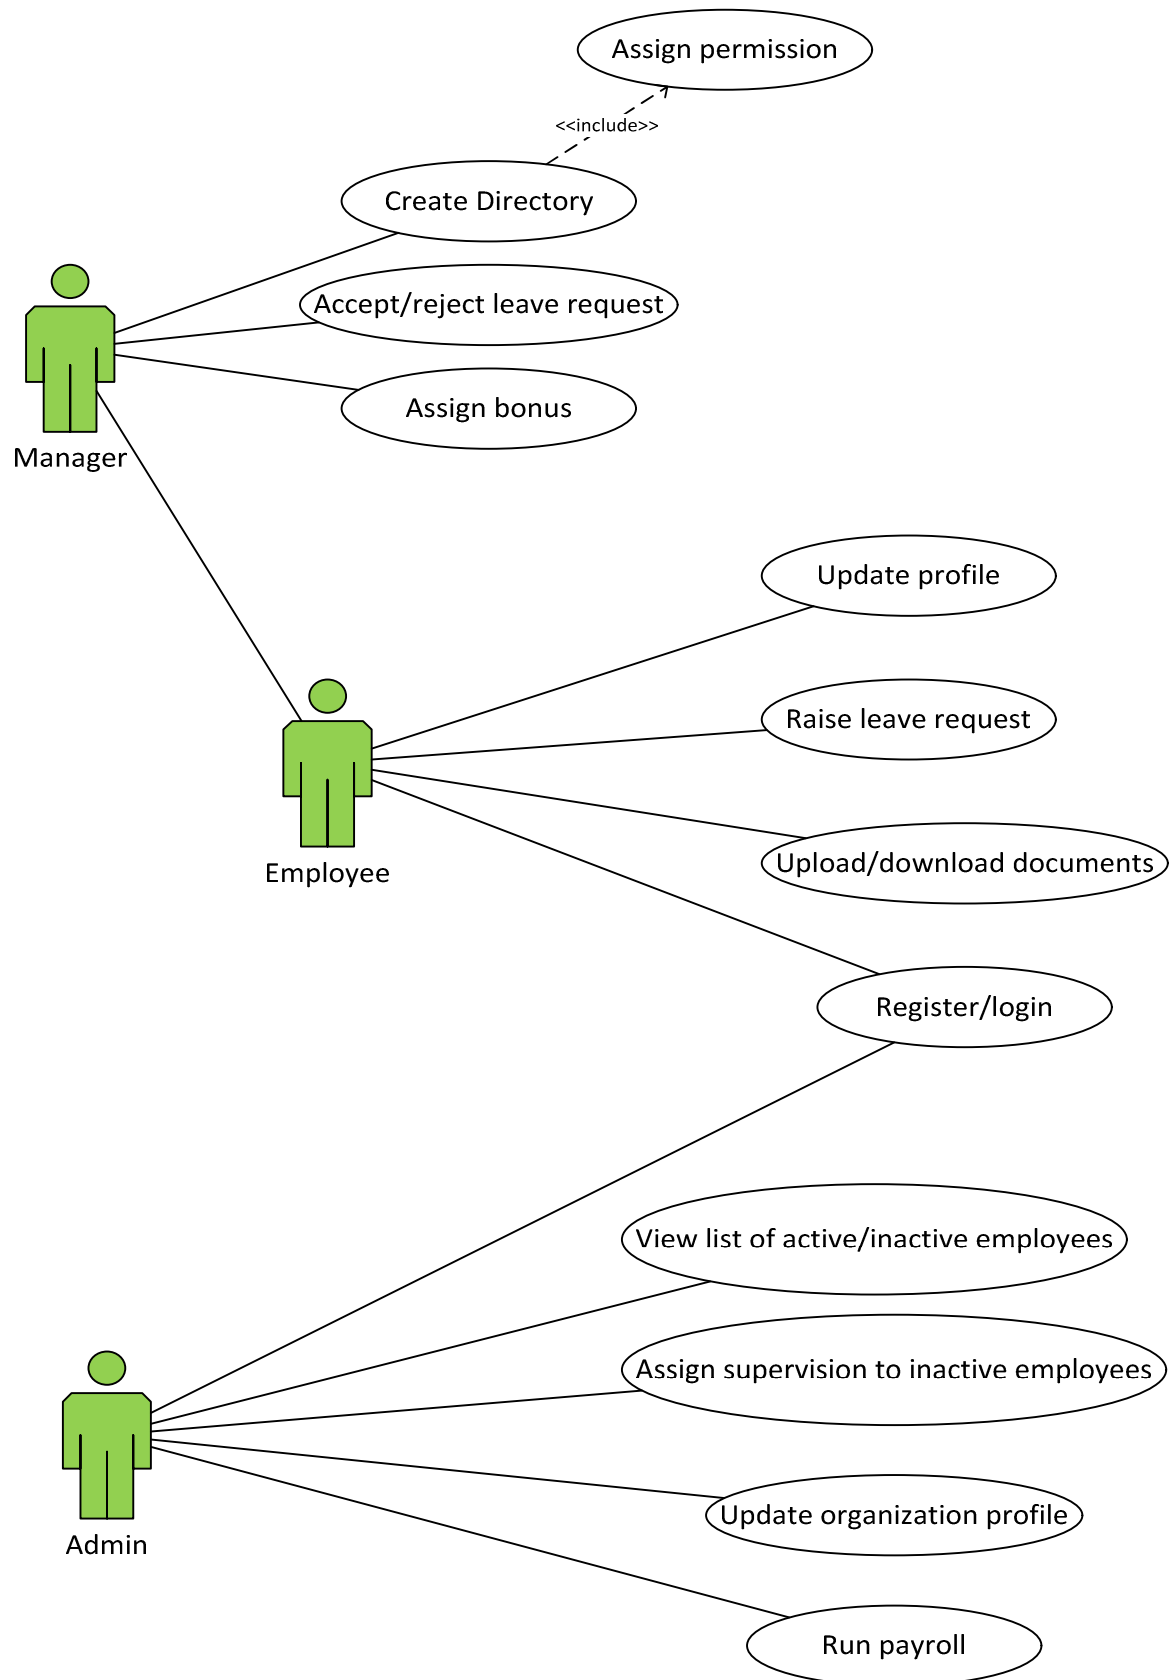 Assign permission
<<include>>
Create Directory
Accept/reject leave request
Assign bonus
Manager
Update profile
Raise leave request
Upload/download documents
Employee
Register/login
View list of active/inactive employees
Assign supervision to inactive employees
Update organization profile
Admin
Run payroll